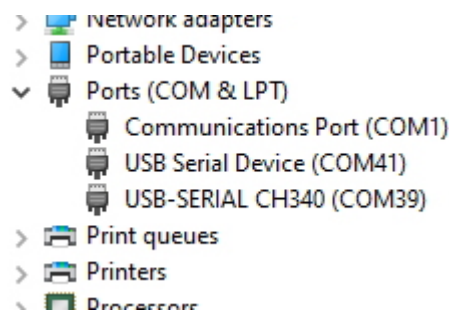 Network adapters
Portable Devices
Ports (COM & LPT)
Communications Port (COM1)
USB Serial Device (COM41)
USB-SERIAL CH340 (COM39)
Print queues
Printers
Processors